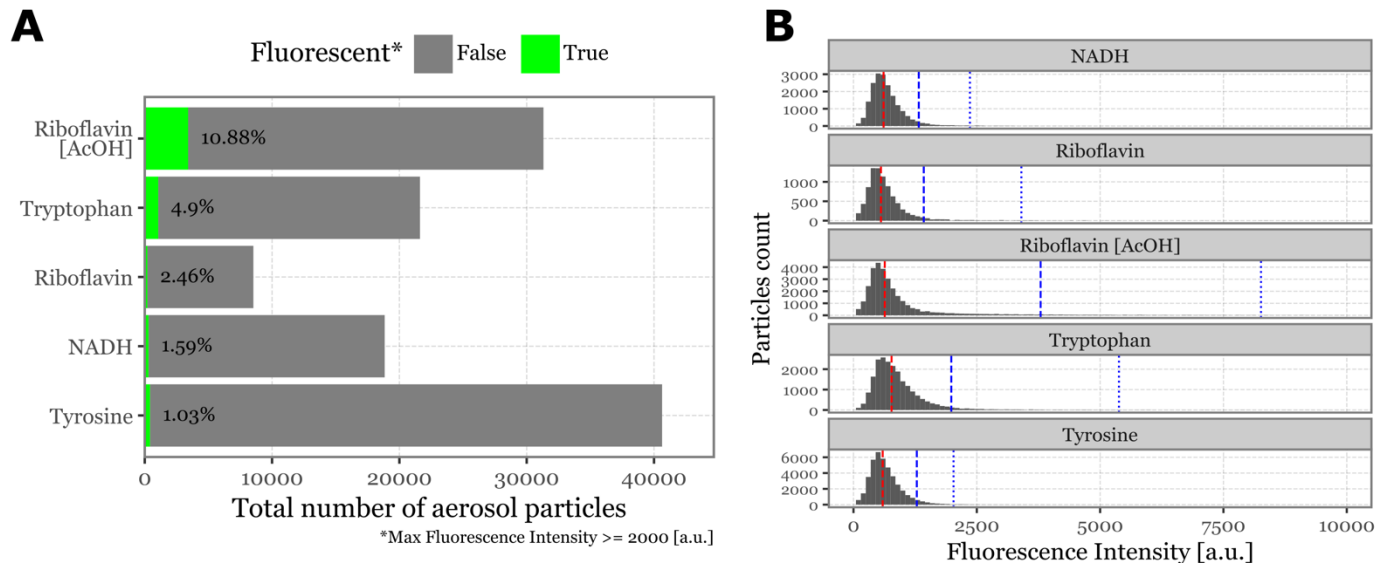 A
Fluorescent* False True
Riboflavin
[AcOH]
10.88%
Tryptophan
4.9%
Riboflavin
2.46%
NADH
1.59%
Tyrosine
1.03%
0 10000 20000 30000 40000
Total number of aerosol particles
*Max Fluorescence Intensity >= 2000 [a.u.]
B
Particles count
NADH
3000
2000
1000
0
Riboflavin
1000
500
0
Riboflavin [AcOH]
4000
3000
2000
1000
0
Tryptophan
2000
1000
0
Tyrosine
6000
4000
2000
0
0 2500 5000 7500 10000
Fluorescence Intensity [a.u.]